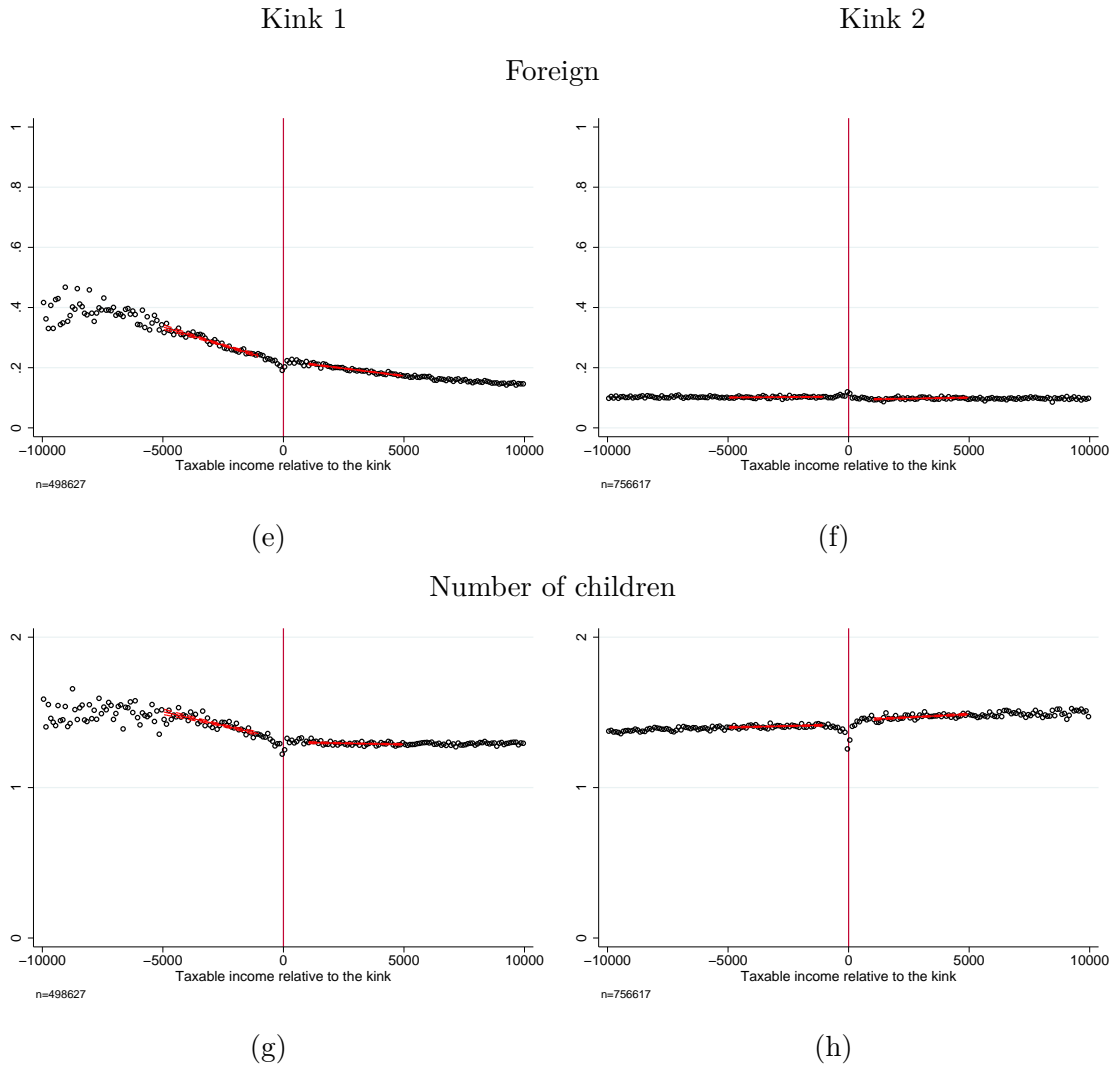 Kink 1 Kink 2
Foreign
1
.8
.6
.4
.2
0
−10000 −5000 0 5000 10000
Taxable income relative to the kink
n=498627
(e)
1
.8
.6
.4
.2
0
−10000 −5000 0 5000 10000
Taxable income relative to the kink
n=756617
(f)
Number of children
2
1
0
−10000 −5000 0 5000 10000
Taxable income relative to the kink
n=498627
(g)
2
1
0
−10000 −5000 0 5000 10000
Taxable income relative to the kink
n=756617
(h)